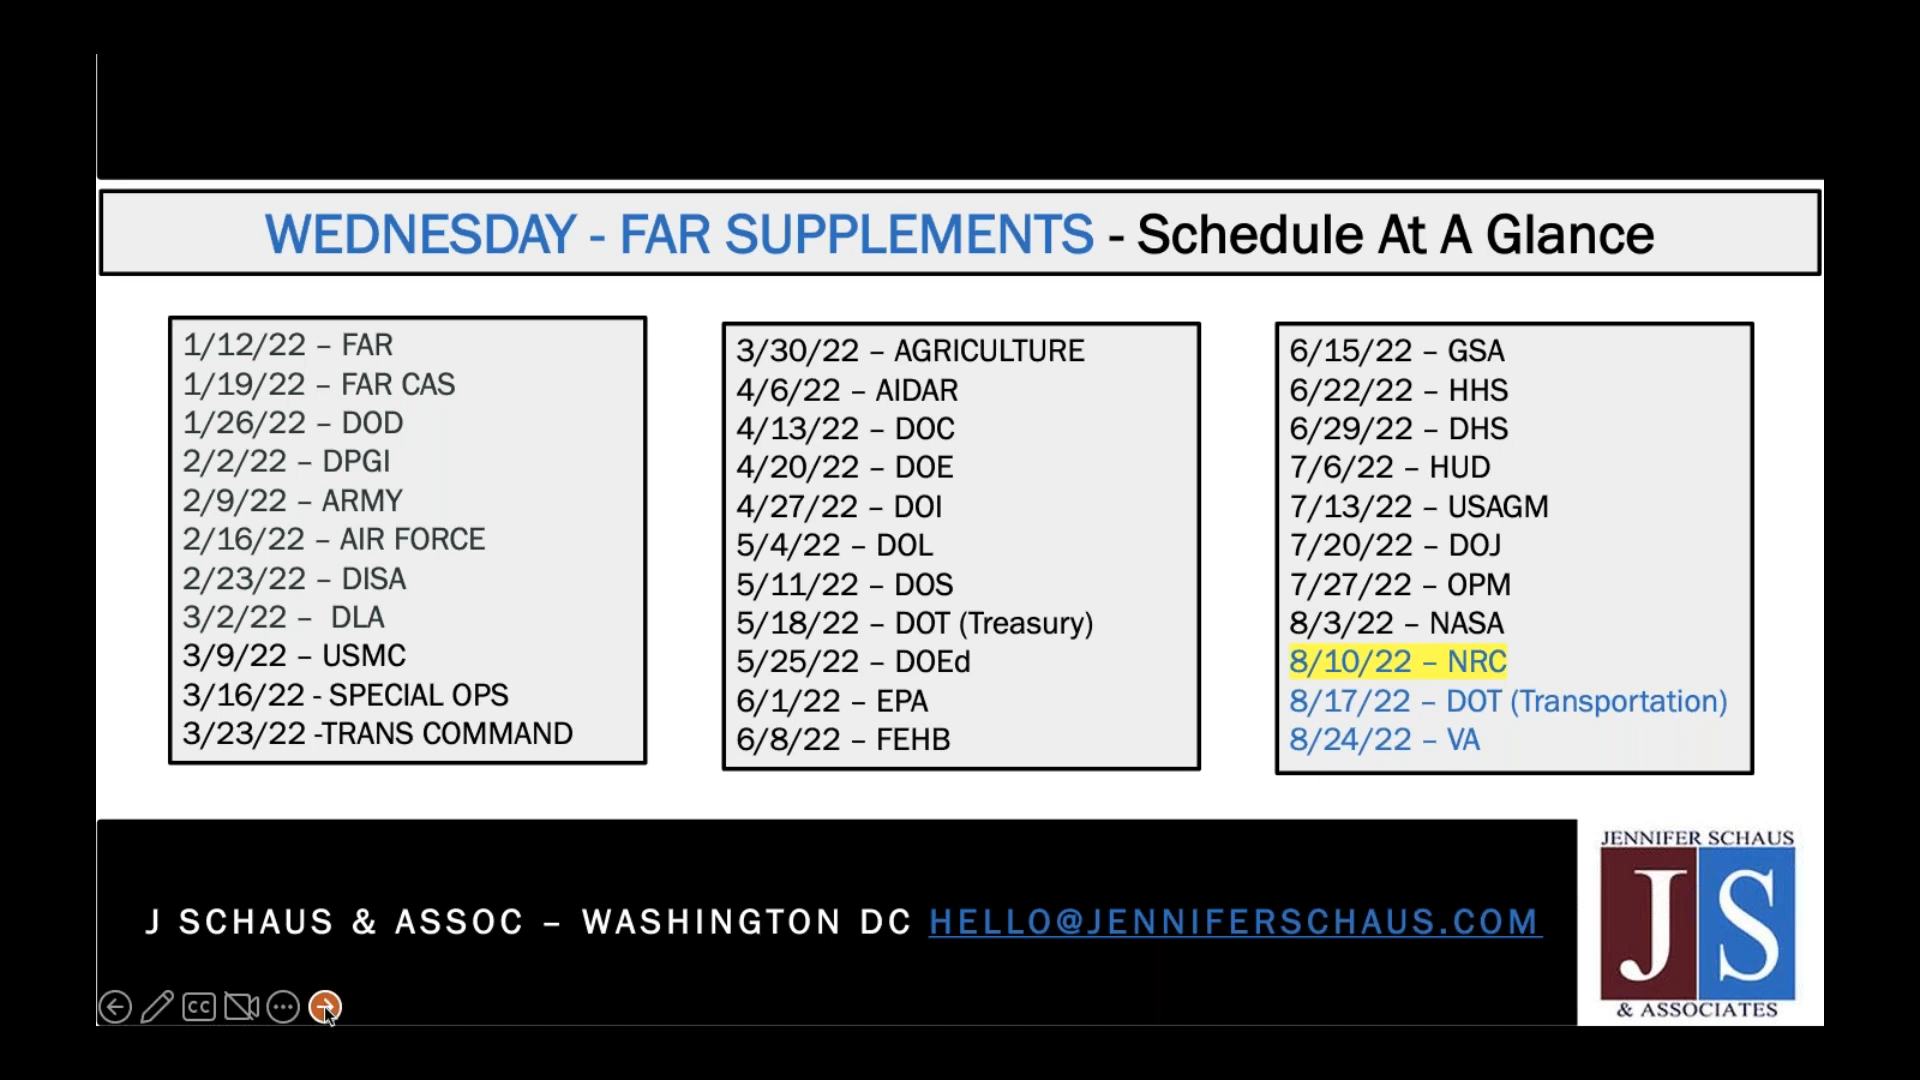 WEDNESDAY - FAR SUPPLEMENTS - Schedule At A Glance
1/12/22 – FAR
1/19/22 – FAR CAS
1/26/22 – DOD
2/2/22 – DPGI
2/9/22 – ARMY
2/16/22 – AIR FORCE
2/23/22 – DISA
3/2/22 – DLA
3/9/22 – USMC
3/16/22 - SPECIAL OPS
3/23/22 -TRANS COMMAND
3/30/22 – AGRICULTURE
4/6/22 – AIDAR
4/13/22 – DOC
4/20/22 – DOE
4/27/22 – DOI
5/4/22 – DOL
5/11/22 – DOS
5/18/22 – DOT (Treasury)
5/25/22 – DOEd
6/1/22 – EPA
6/8/22 – FEHB
6/15/22 – GSA
6/22/22 – HHS
6/29/22 – DHS
7/6/22 – HUD
7/13/22 – USAGM
7/20/22 – DOJ
7/27/22 – OPM
8/3/22 – NASA
8/10/22 – NRC
8/17/22 – DOT (Transportation)
8/24/22 – VA
J SCHAUS & ASSOC – WASHINGTON DC HELLO@JENNIFERSCHAUS.COM
JENNIFER SCHAUS
JS
& ASSOCIATES
CC